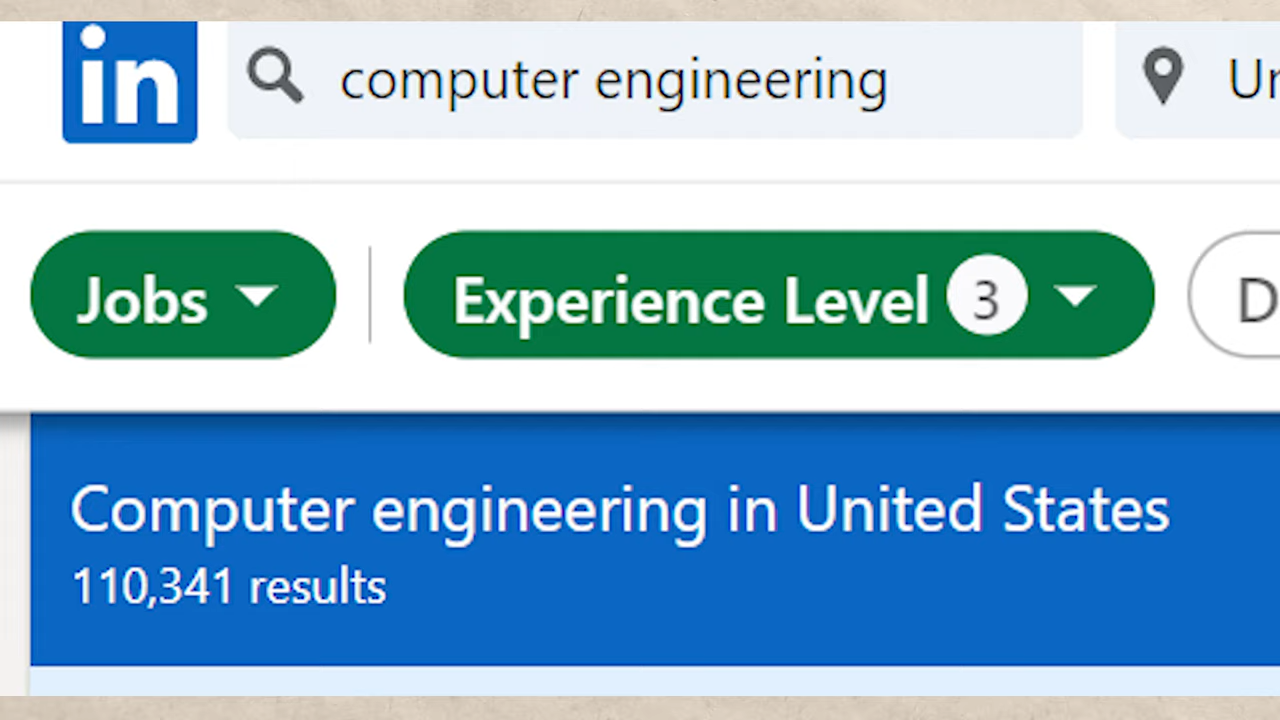 in
computer engineering
Jobs
Experience Level 3
Computer engineering in United States
110,341 results